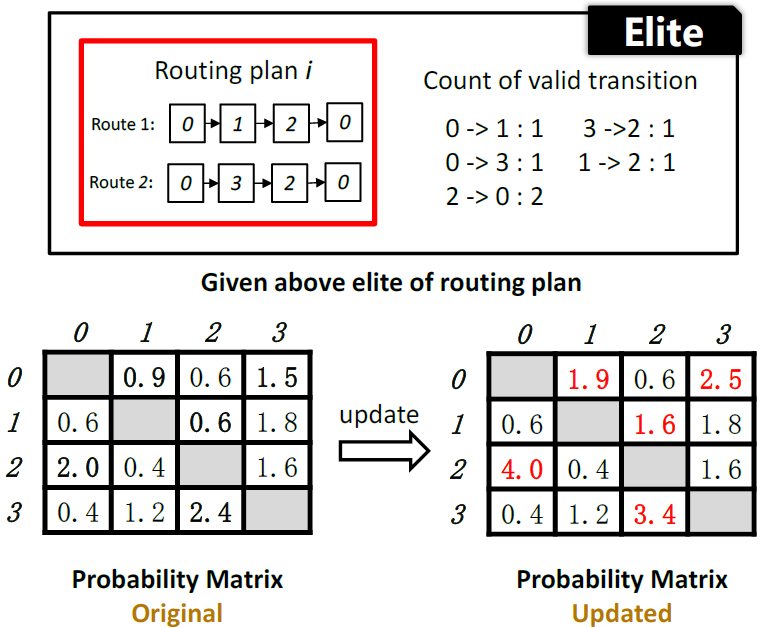 Elite
Routing plan i
Route 1: 0 1 2 0
Route 2: 0 3 2 0
Count of valid transition
0 -> 1 : 1 3 ->2 : 1
0 -> 3 : 1 1 -> 2 : 1
2 -> 0 : 2
Given above elite of routing plan
0 1 2 3
0 0.9 0.6 1.5
1 0.6 0.6 1.8
2 2.0 0.4 1.6
3 0.4 1.2 2.4
Probability Matrix
Original
update
0 1 2 3
0 1.9 0.6 2.5
1 0.6 1.6 1.8
2 4.0 0.4 1.6
3 0.4 1.2 3.4
Probability Matrix
Updated